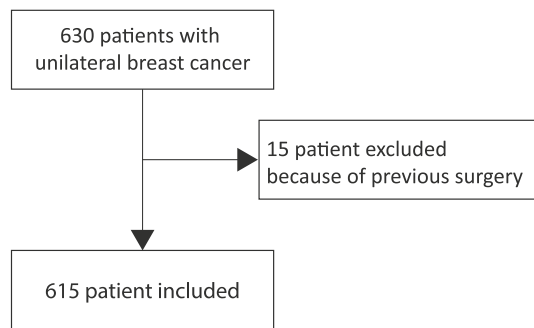 630 patients with
unilateral breast cancer
15 patient excluded
because of previous surgery
615 patient included